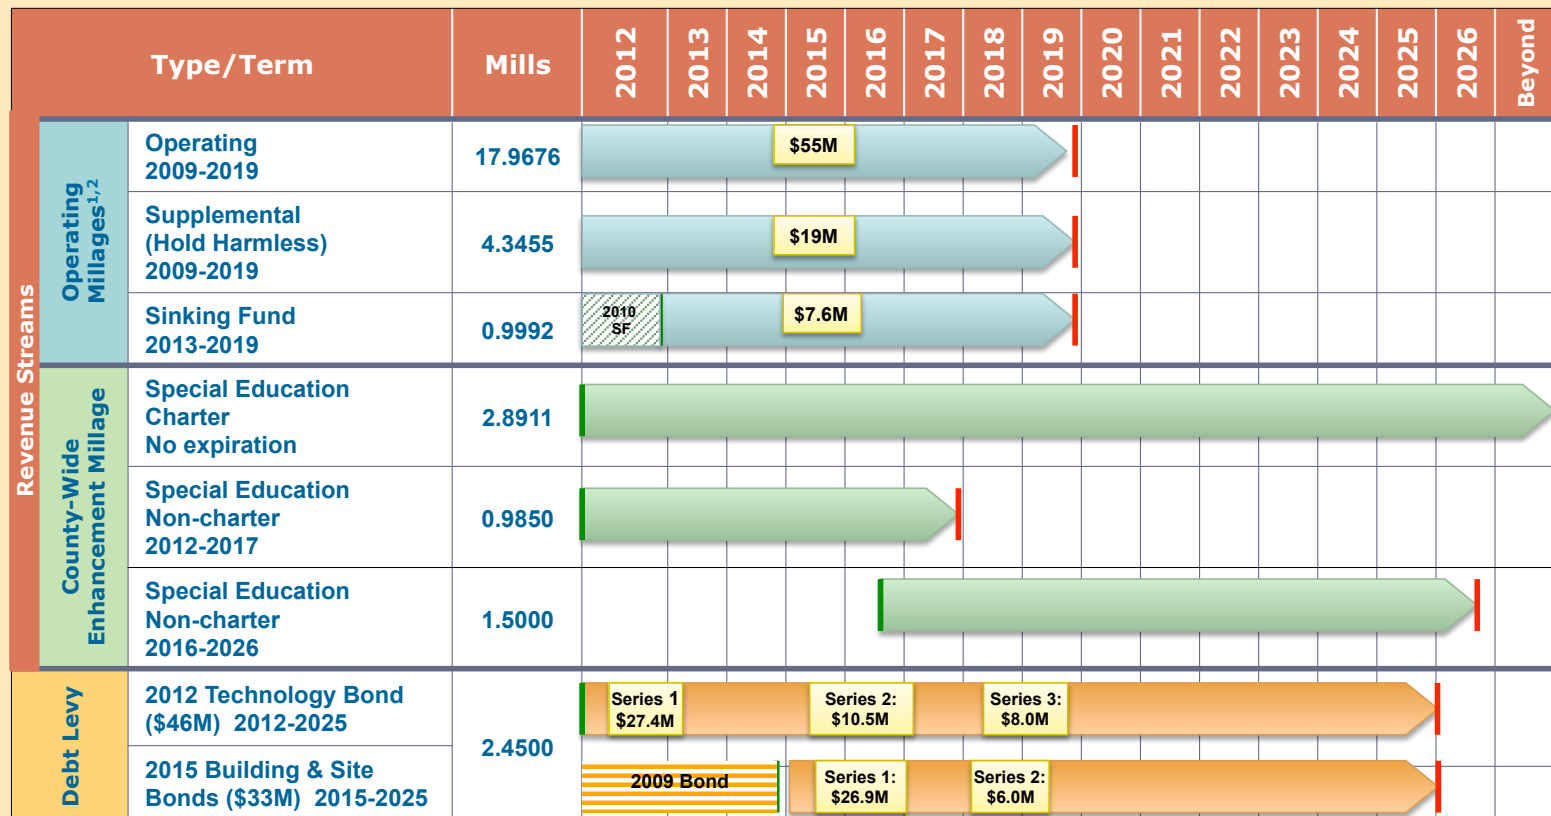 Type/Term Mills 2012 2013 2014 2015 2016 2017 2018 2019 2020 2021 2022 2023 2024 2025 2026 Beyond
Revenue Streams
Operating
Millages1,2
Operating
2009-2019
17.9676
$55M
Supplemental
(Hold Harmless)
2009-2019
4.3455
$19M
Sinking Fund
2013-2019
0.9992
2010
SF
$7.6M
County-Wide
Enhancement Millage
Special Education
Charter
No expiration
2.8911
Special Education
Non-charter
2012-2017
0.9850
Special Education
Non-charter
2016-2026
1.5000
Debt Levy
2012 Technology Bond
($46M) 2012-2025
2.4500
Series 1
$27.4M
Series 2:
$10.5M
Series 3:
$8.0M
2015 Building & Site
Bonds ($33M) 2015-2025
2009 Bond
Series 1:
$26.9M
Series 2:
$6.0M